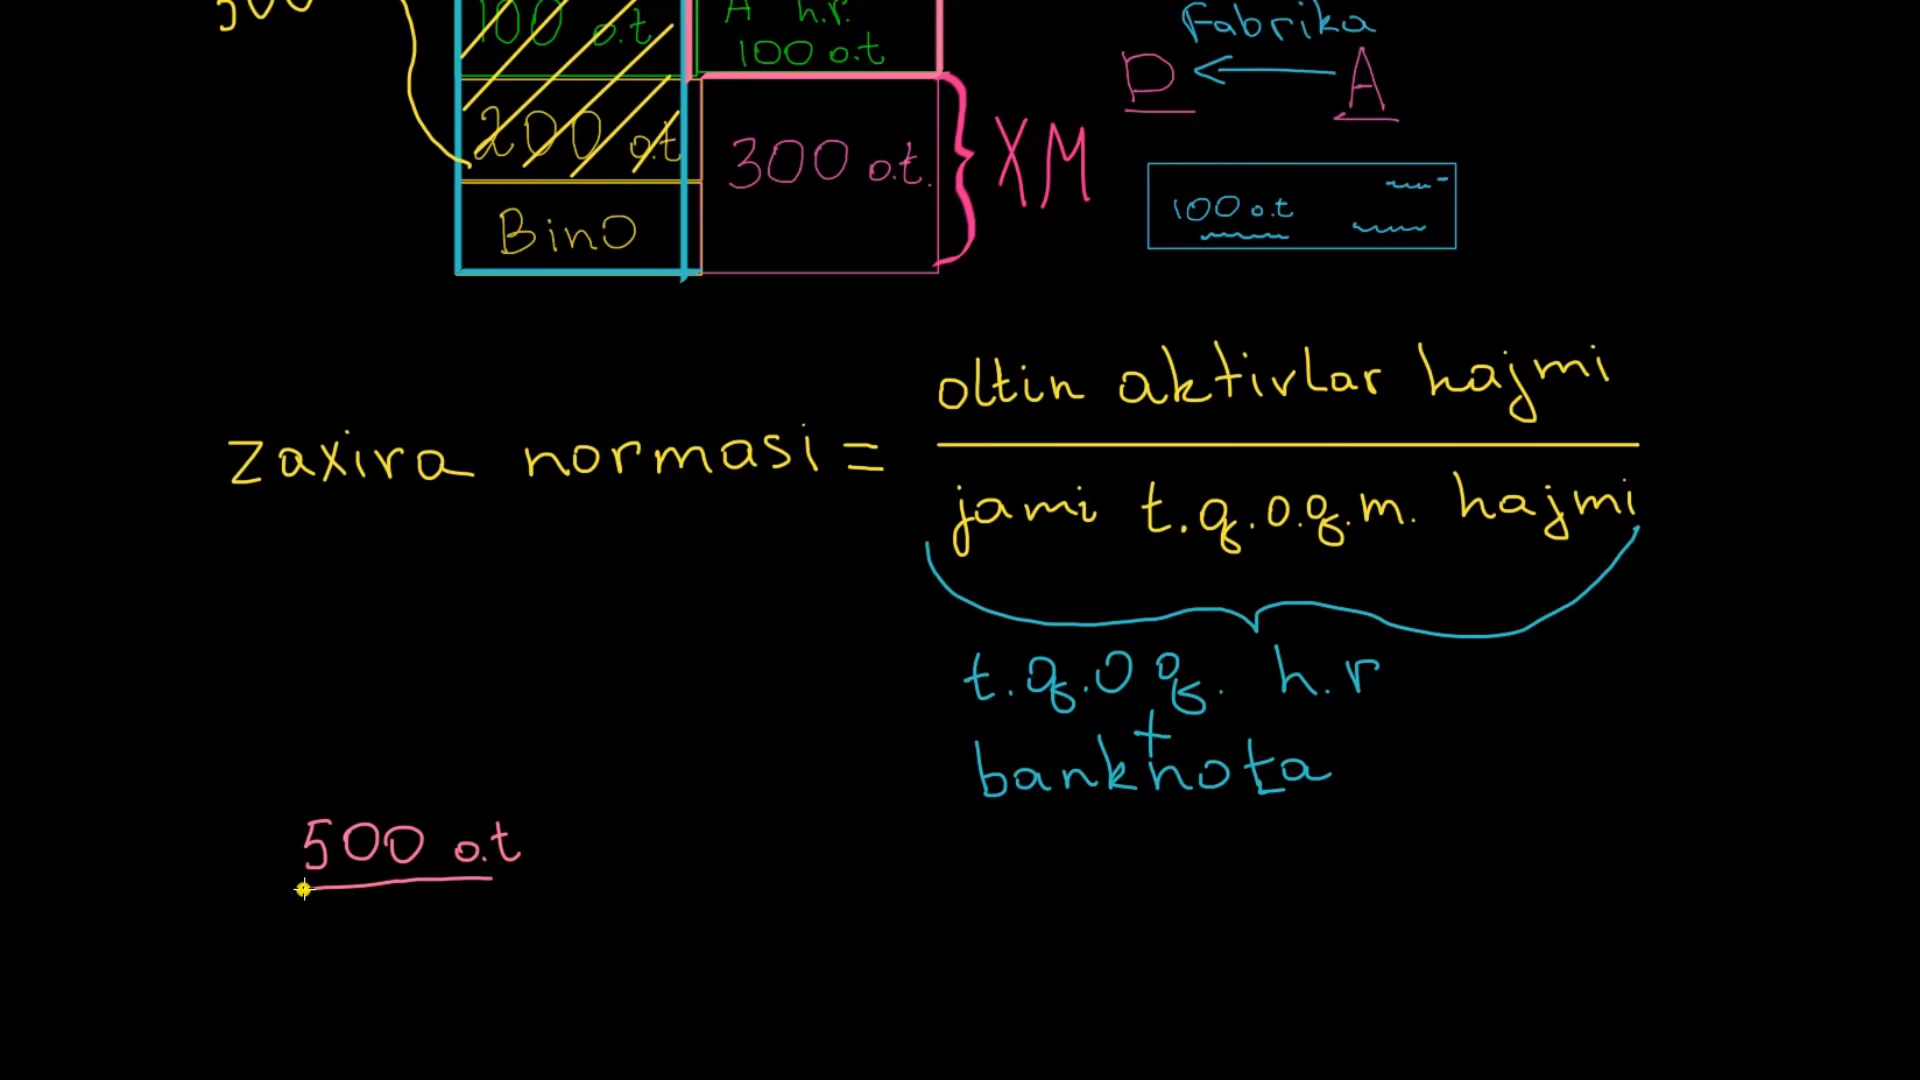 100 o.t
A h.r.
100 o.t
Fabrika
D A
200 o.t
300 o.t.
XM
100 o.t
Bino
zaxira normasi =
oltin aktivlar hajmi
jami t.q.o.q.m. hajmi
t.q.o q. h.r
+
banknota
500 o.t